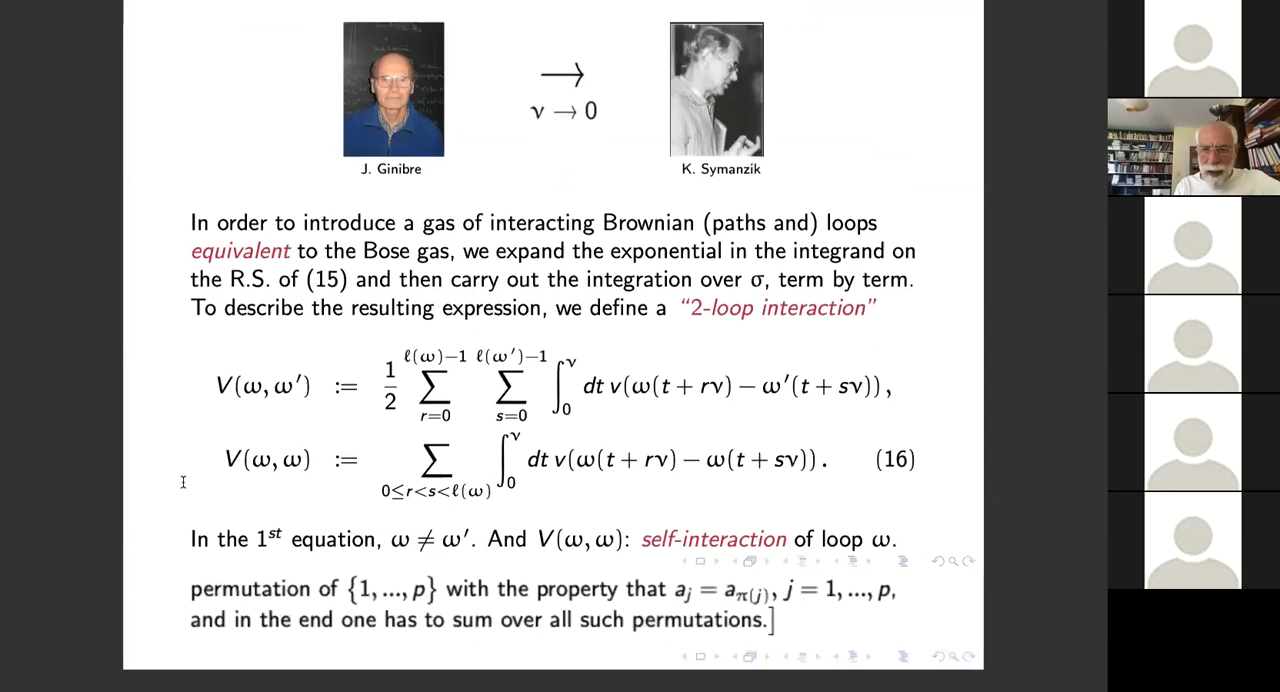 →
ν → 0
J. Ginibre
K. Symanzik
In order to introduce a gas of interacting Brownian (paths and) loops
equivalent to the Bose gas, we expand the exponential in the integrand on
the R.S. of (15) and then carry out the integration over σ, term by term.
To describe the resulting expression, we define a “2-loop interaction”
V(ω, ω′) := 1/2 ∑_{r=0}^{ℓ(ω)−1} ∑_{s=0}^{ℓ(ω′)−1} ∫_0^ν dt v(ω(t + rν) − ω′(t + sν)),
V(ω, ω) := ∑_{0≤r<s<ℓ(ω)} ∫_0^ν dt v(ω(t + rν) − ω(t + sν)). (16)
In the 1st equation, ω ≠ ω′. And V(ω, ω): self-interaction of loop ω.
permutation of {1, ..., p} with the property that a_j = a_{π(j)}, j = 1, ..., p,
and in the end one has to sum over all such permutations.]